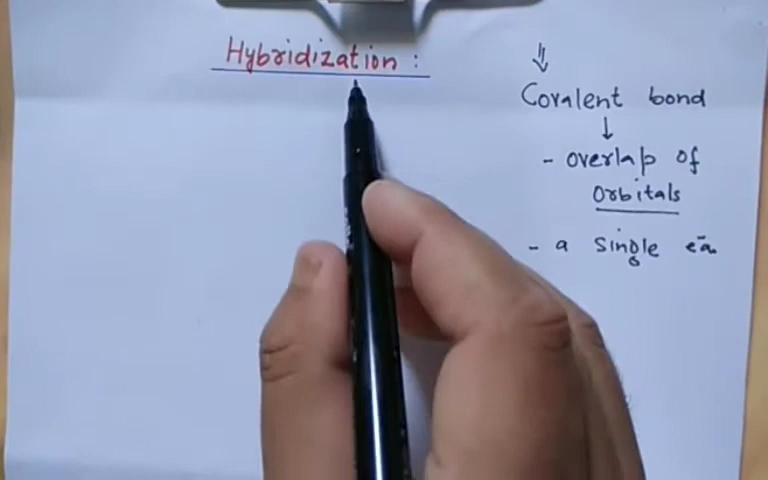 Hybridization :
⇓
Covalent bond
↓
- overlap of
Orbitals
- a single e⁻